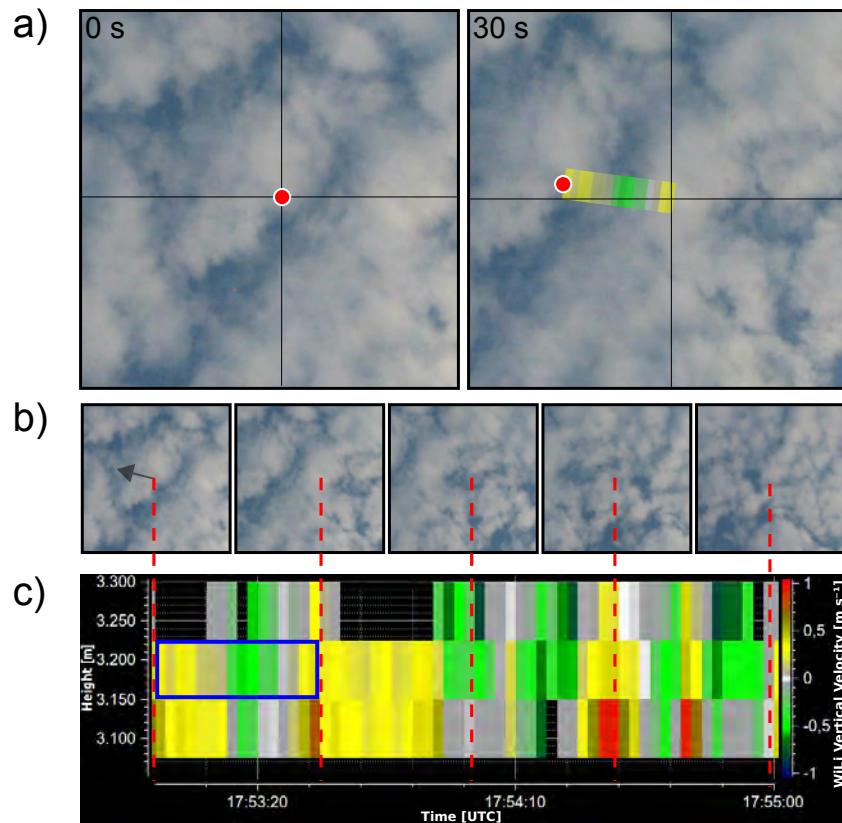 a)
0 s
30 s
b)
c)
Height [m]
3.300
3.250
3.200
3.150
3.100
1
0,5
0
-0,5
-1
WiLi Vertical Velocity [m s⁻¹]
17:53:20
17:54:10
17:55:00
Time [UTC]